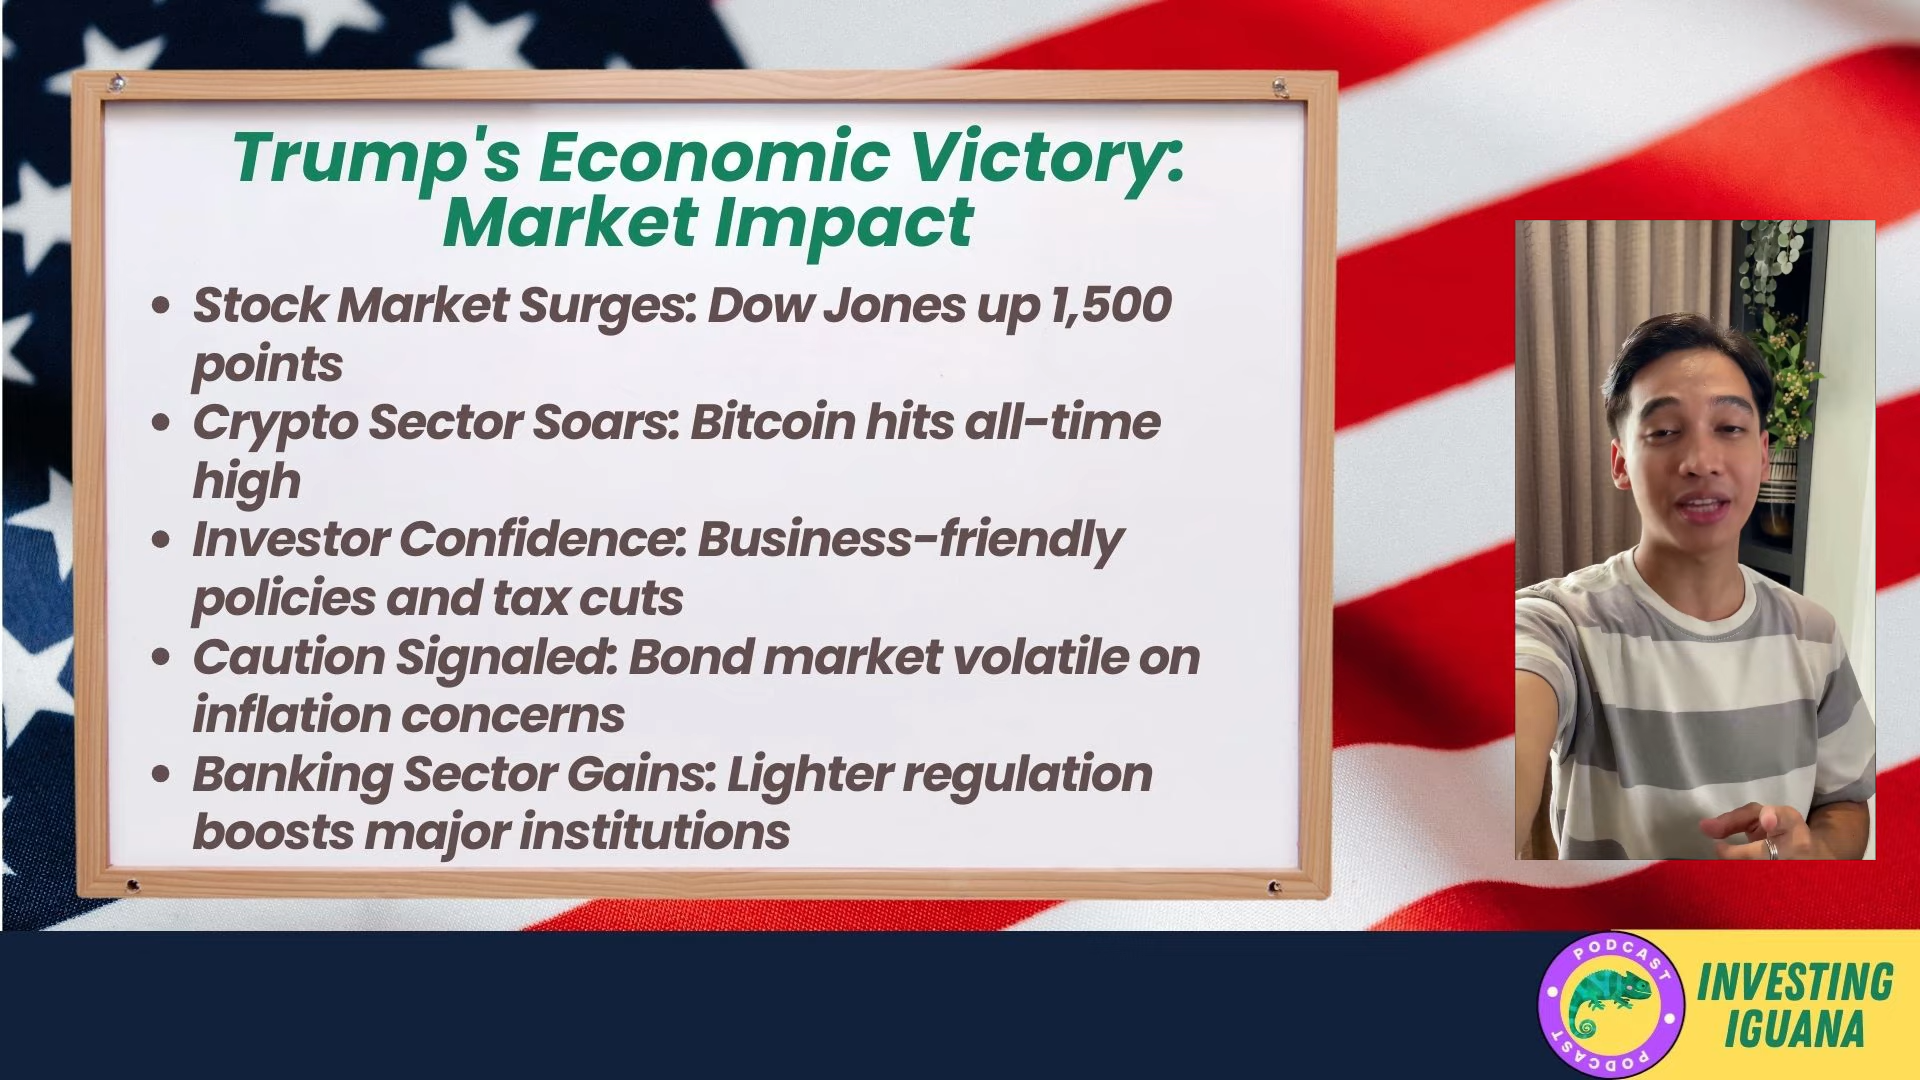 Trump's Economic Victory:
Market Impact
• Stock Market Surges: Dow Jones up 1,500
points
• Crypto Sector Soars: Bitcoin hits all-time
high
• Investor Confidence: Business-friendly
policies and tax cuts
• Caution Signaled: Bond market volatile on
inflation concerns
• Banking Sector Gains: Lighter regulation
boosts major institutions
PODCAST
PODCAST
INVESTING
IGUANA